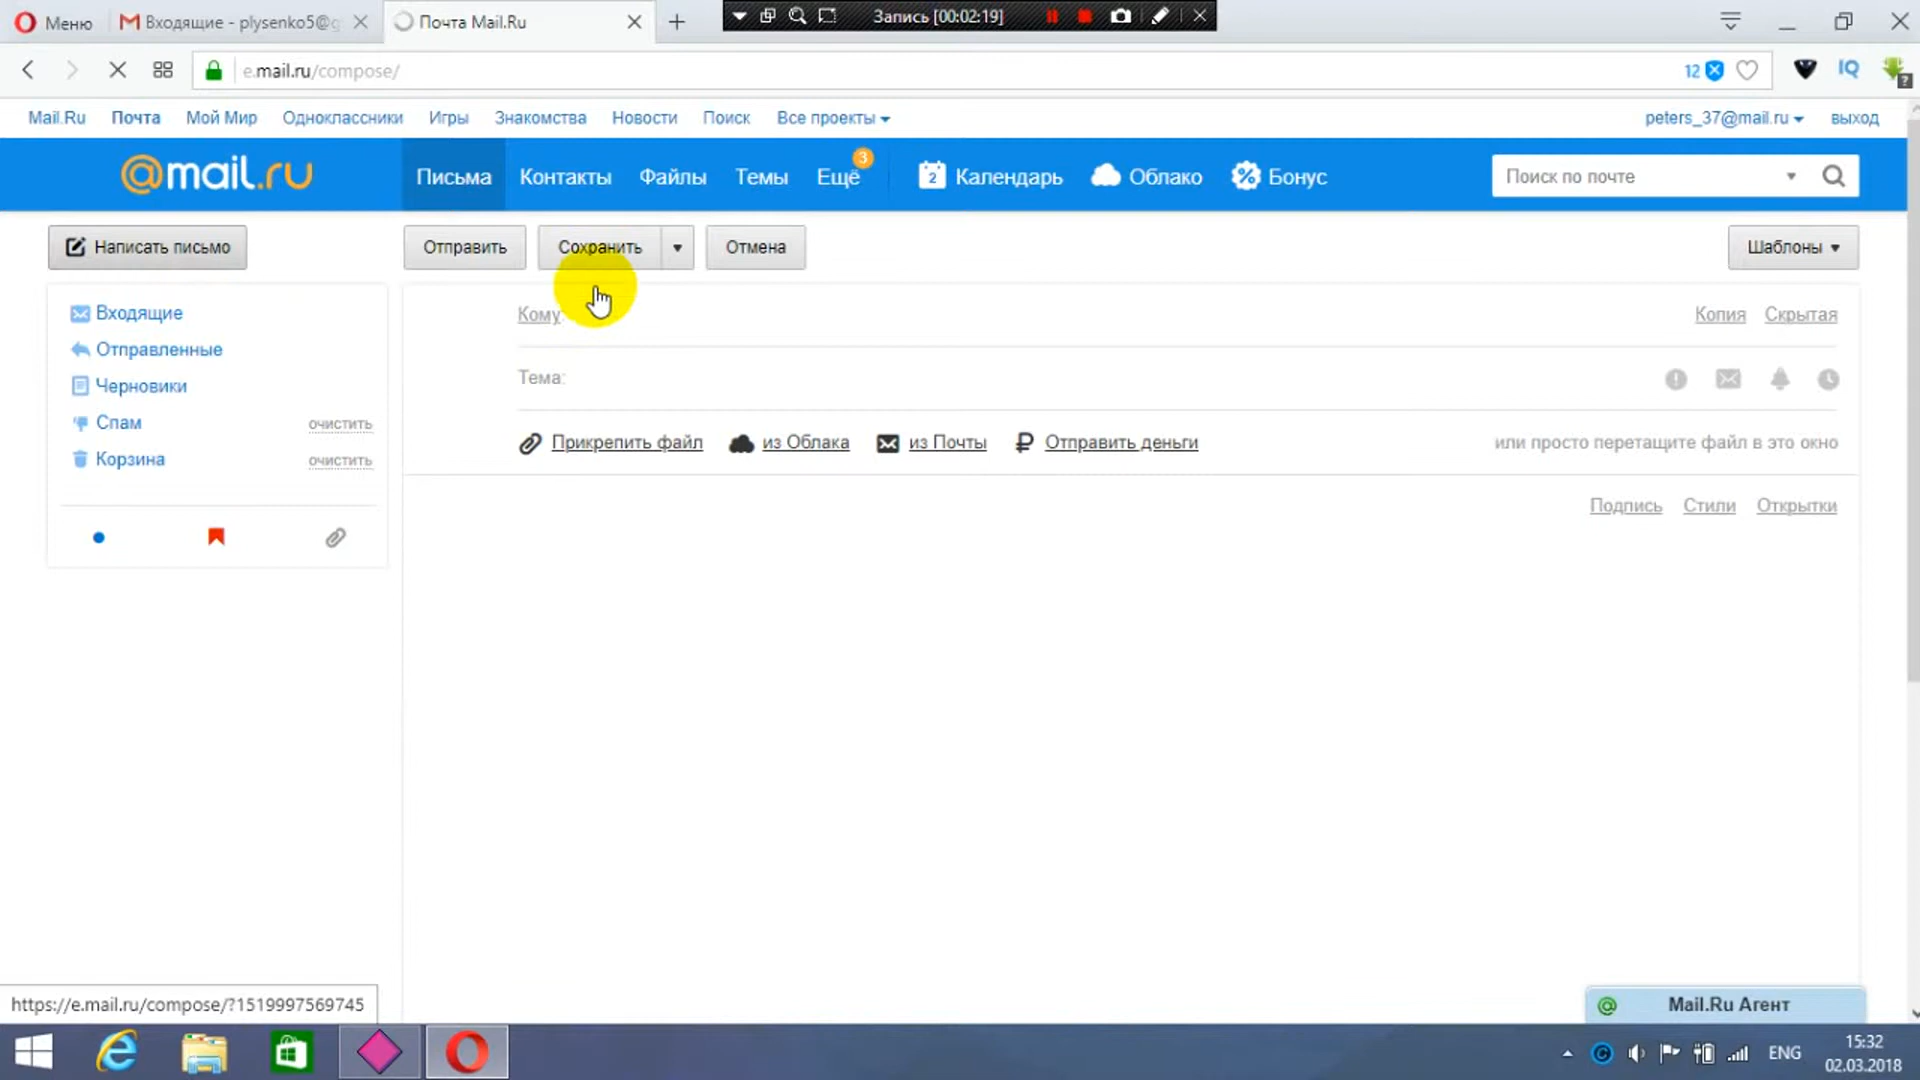 Меню
Входящие - plysenko5@g
Почта Mail.Ru
Запись [00:02:19]
e.mail.ru/compose/
12
IQ
?
Mail.Ru Почта Мой Мир Одноклассники Игры Знакомства Новости Поиск Все проекты
peters_37@mail.ru выход
@mail.ru
Письма Контакты Файлы Темы Ещё 3
2 Календарь Облако Бонус
Поиск по почте
Написать письмо
Отправить Сохранить Отмена
Шаблоны
Входящие
Отправленные
Черновики
Спам очистить
Корзина очистить
Кому
Копия Скрытая
Тема:
Прикрепить файл из Облака из Почты Отправить деньги
или просто перетащите файл в это окно
Подпись Стили Открытки
https://e.mail.ru/compose/?1519997569745
Mail.Ru Агент
ENG
15:32
02.03.2018